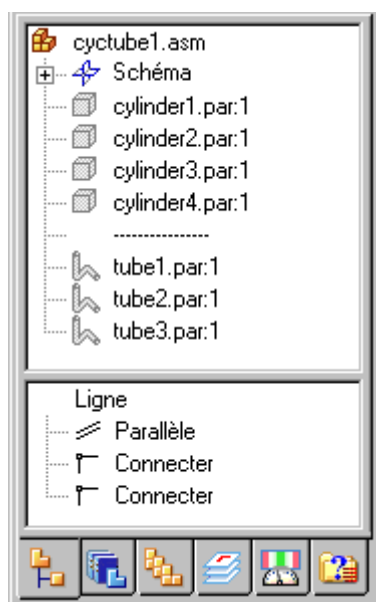 cyctube1.asm
Schéma
cylinder1.par:1
cylinder2.par:1
cylinder3.par:1
cylinder4.par:1
---------------
tube1.par:1
tube2.par:1
tube3.par:1
Ligne
Parallèle
Connecter
Connecter